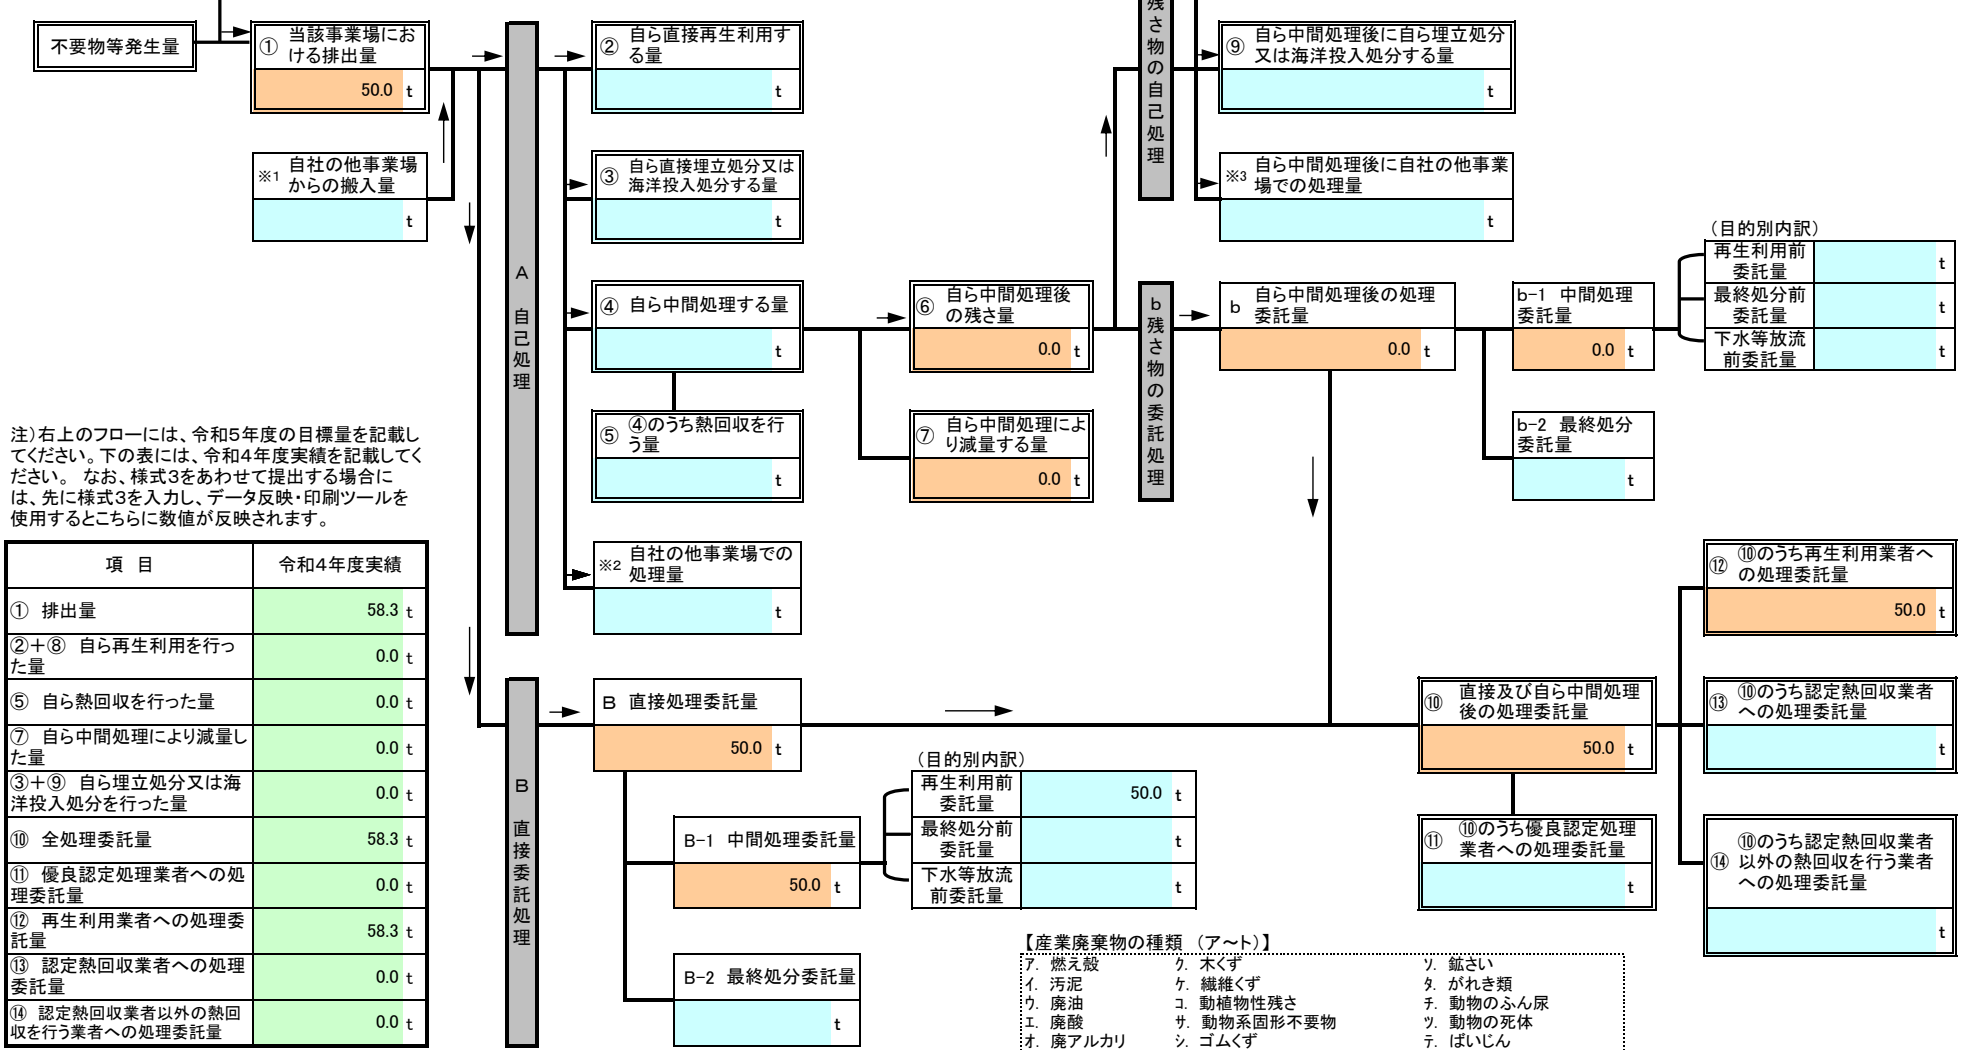 不要物等発生量
① 当該事業場にお
ける排出量
50.0 t
※1 自社の他事業場
からの搬入量
t
A 自己処理
② 自ら直接再生利用す
る量
t
③ 自ら直接埋立処分又は
海洋投入処分する量
t
④ 自ら中間処理する量
t
⑤ ④のうち熱回収を行
う量
t
※2 自社の他事業場での
処理量
t
⑥ 自ら中間処理後
の残さ量
0.0 t
⑦ 自ら中間処理によ
り減量する量
0.0 t
残さ物の自己処理
⑨ 自ら中間処理後に自ら埋立処分
又は海洋投入処分する量
t
※3 自ら中間処理後に自社の他事業
場での処理量
t
b 残さ物の委託処理
b 自ら中間処理後の処理
委託量
0.0 t
b-1 中間処理
委託量
0.0 t
(目的別内訳)
再生利用前
委託量
t
最終処分前
委託量
t
下水等放流
前委託量
t
b-2 最終処分
委託量
t
注)右上のフローには、令和5年度の目標量を記載し
てください。下の表には、令和4年度実績を記載してく
ださい。 なお、様式3をあわせて提出する場合に
は、先に様式3を入力し、データ反映・印刷ツールを
使用するとこちらに数値が反映されます。
項 目 令和4年度実績
① 排出量 58.3 t
②+⑧ 自ら再生利用を行っ
た量 0.0 t
⑤ 自ら熱回収を行った量 0.0 t
⑦ 自ら中間処理により減量し
た量 0.0 t
③+⑨ 自ら埋立処分又は海
洋投入処分を行った量 0.0 t
⑩ 全処理委託量 58.3 t
⑪ 優良認定処理業者への処
理委託量 0.0 t
⑫ 再生利用業者への処理委
託量 58.3 t
⑬ 認定熱回収業者への処理
委託量 0.0 t
⑭ 認定熱回収業者以外の熱回
収を行う業者への処理委託量 0.0 t
B 直接委託処理
B 直接処理委託量
50.0 t
B-1 中間処理委託量
50.0 t
B-2 最終処分委託量
t
(目的別内訳)
再生利用前
委託量
50.0 t
最終処分前
委託量
t
下水等放流
前委託量
t
⑩ 直接及び自ら中間処理
後の処理委託量
50.0 t
⑪ ⑩のうち優良認定処理
業者への処理委託量
t
⑫ ⑩のうち再生利用業者へ
の処理委託量
50.0 t
⑬ ⑩のうち認定熱回収業者
への処理委託量
t
⑭ ⑩のうち認定熱回収業者
以外の熱回収を行う業者
への処理委託量
t
【産業廃棄物の種類 (ア~ト)】
ア. 燃え殻 ク. 木くず ソ. 鉱さい
イ. 汚泥 ケ. 繊維くず タ. がれき類
ウ. 廃油 コ. 動植物性残さ チ. 動物のふん尿
エ. 廃酸 サ. 動物系固形不要物 ツ. 動物の死体
オ. 廃アルカリ シ. ゴムくず テ. ばいじん